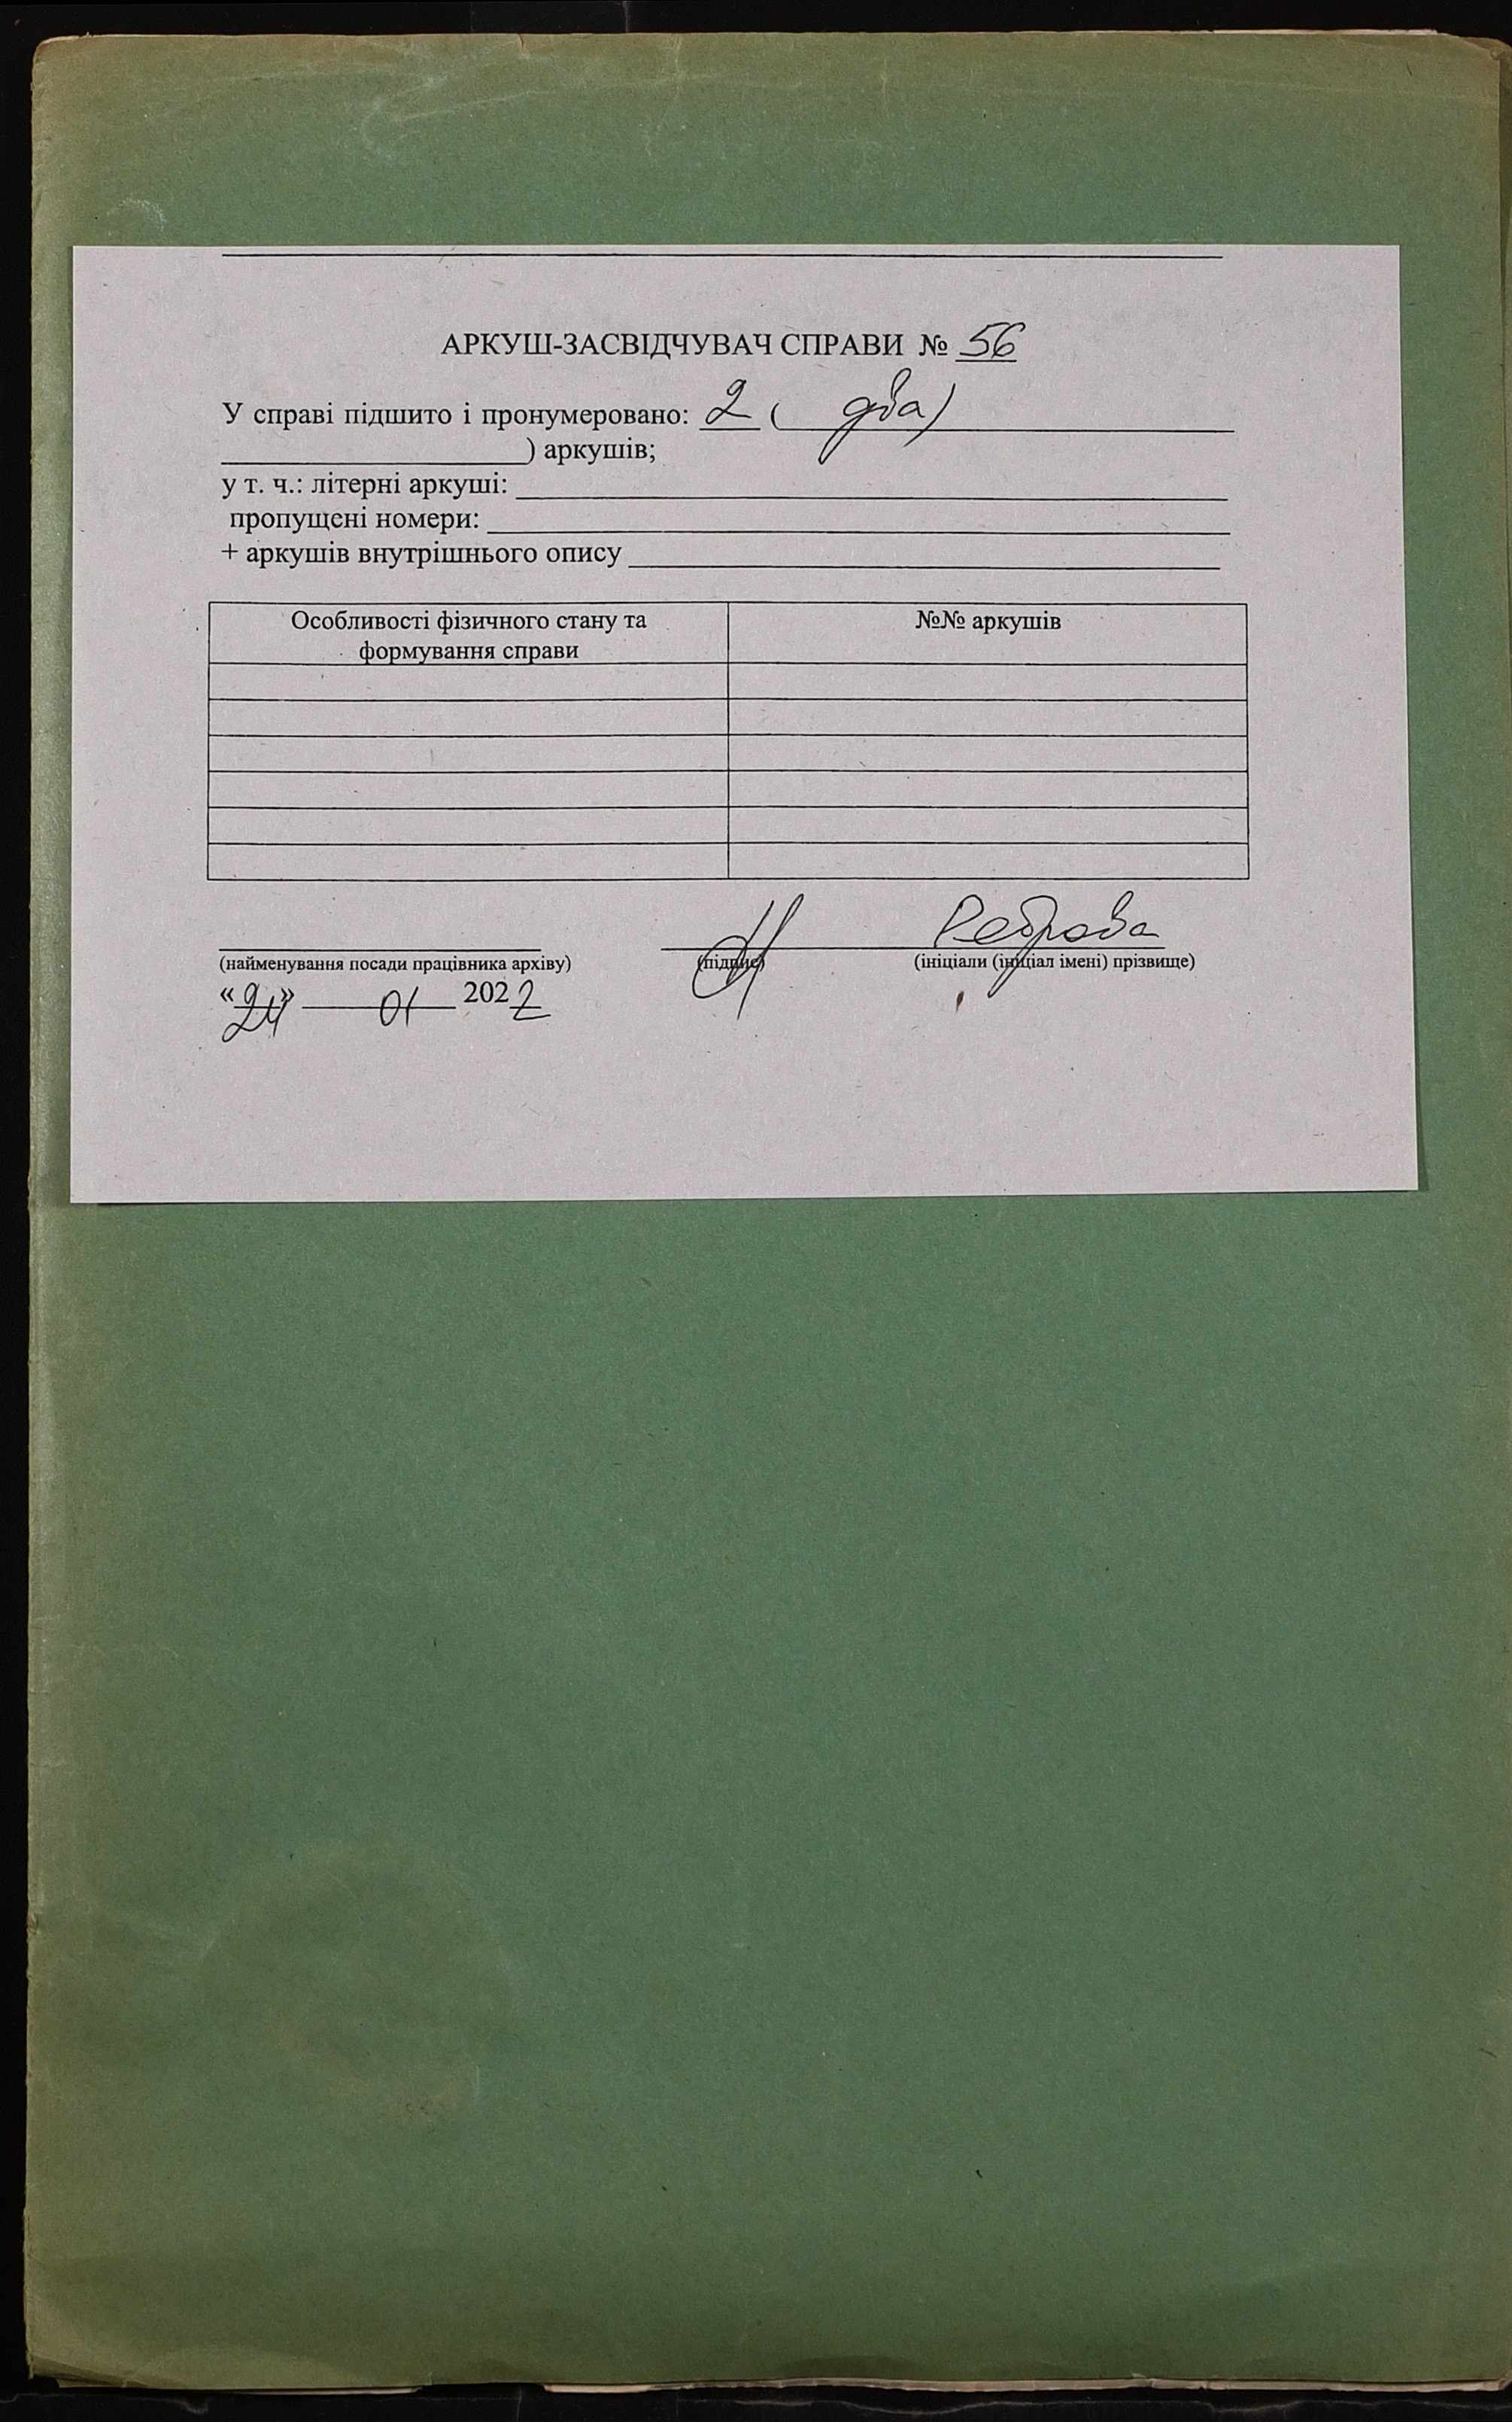 АРКУШ-ЗАСВІДЧУВАЧ СПРАВИ № 56
У справі підшито і пронумеровано: 2 ( два)
) аркушів;
у т. ч.: літерні аркуші:
пропущені номери:
+ аркушів внутрішнього опису
Особливості фізичного стану та формування справи №№ аркушів
Реброва
(найменування посади працівника архіву) (підпис) (ініціали (ініціал імені) прізвище)
«24» 01 2022